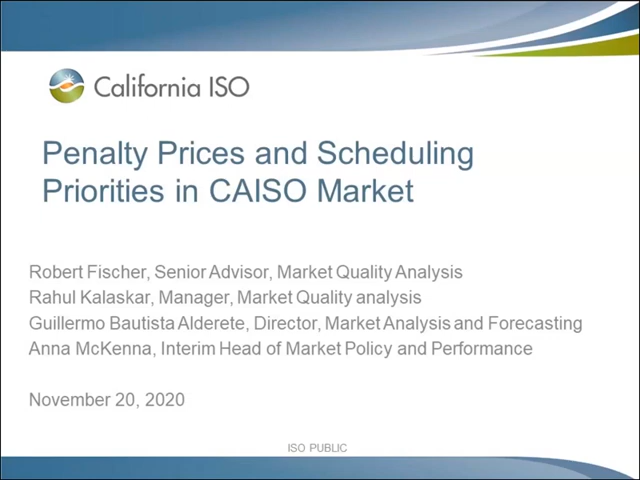 California ISO
Penalty Prices and Scheduling
Priorities in CAISO Market
Robert Fischer, Senior Advisor, Market Quality Analysis
Rahul Kalaskar, Manager, Market Quality analysis
Guillermo Bautista Alderete, Director, Market Analysis and Forecasting
Anna McKenna, Interim Head of Market Policy and Performance
November 20, 2020
ISO PUBLIC